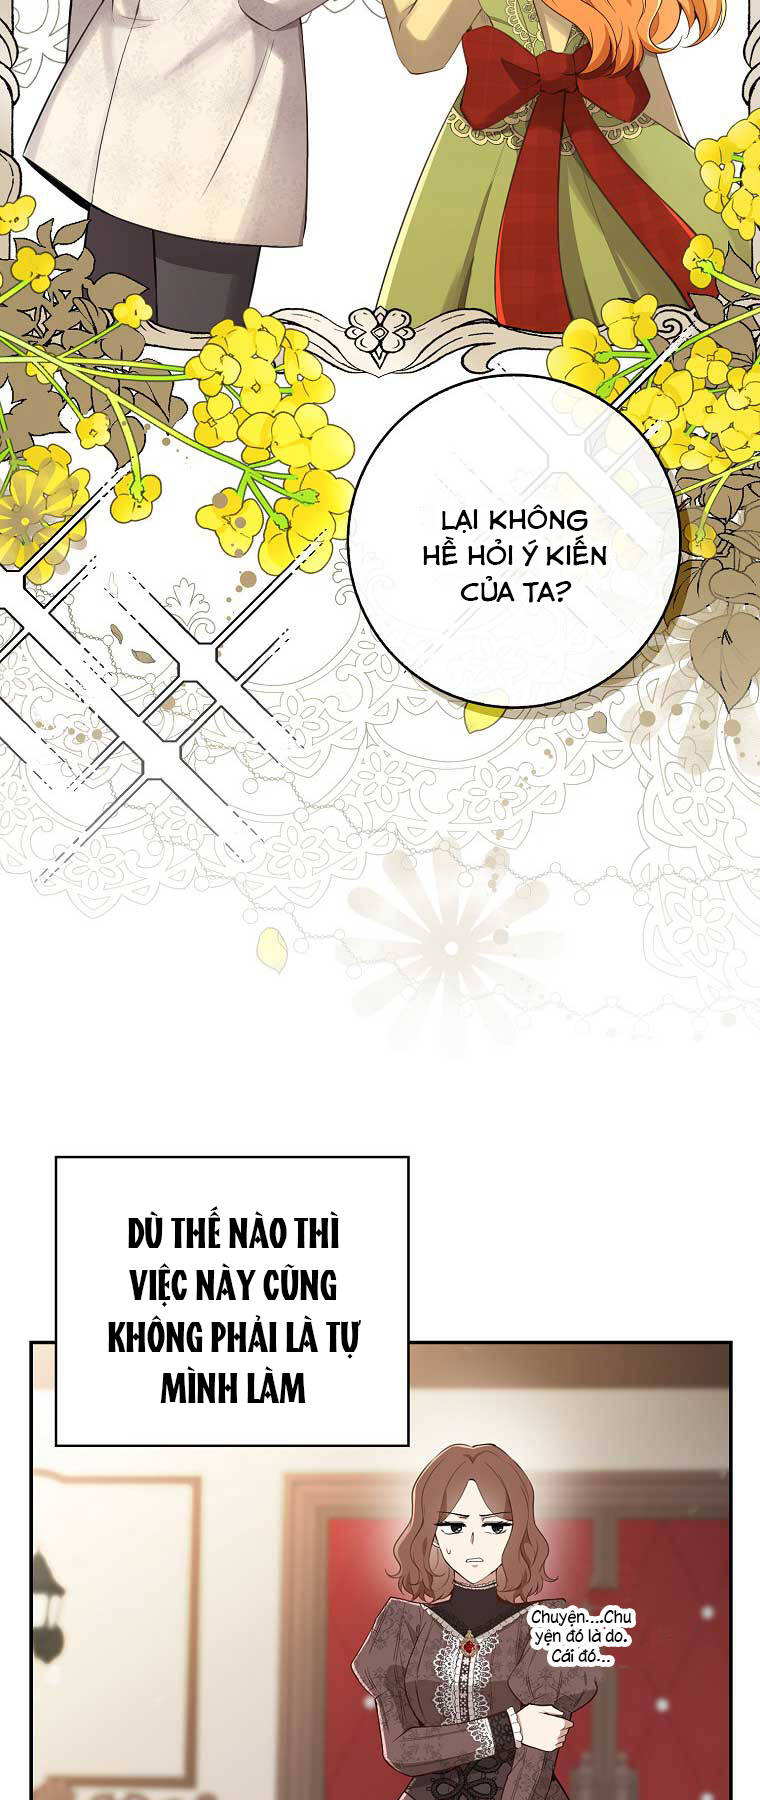 LẠI KHÔNG
HỀ HỎI Ý KIẾN
CỦA TA?
DÙ THẾ NÀO THÌ
VIỆC NÀY CŨNG
KHÔNG PHẢI LÀ TỰ
MÌNH LÀM
Chuyện....Chu
yện đó là do.
Cái đó...